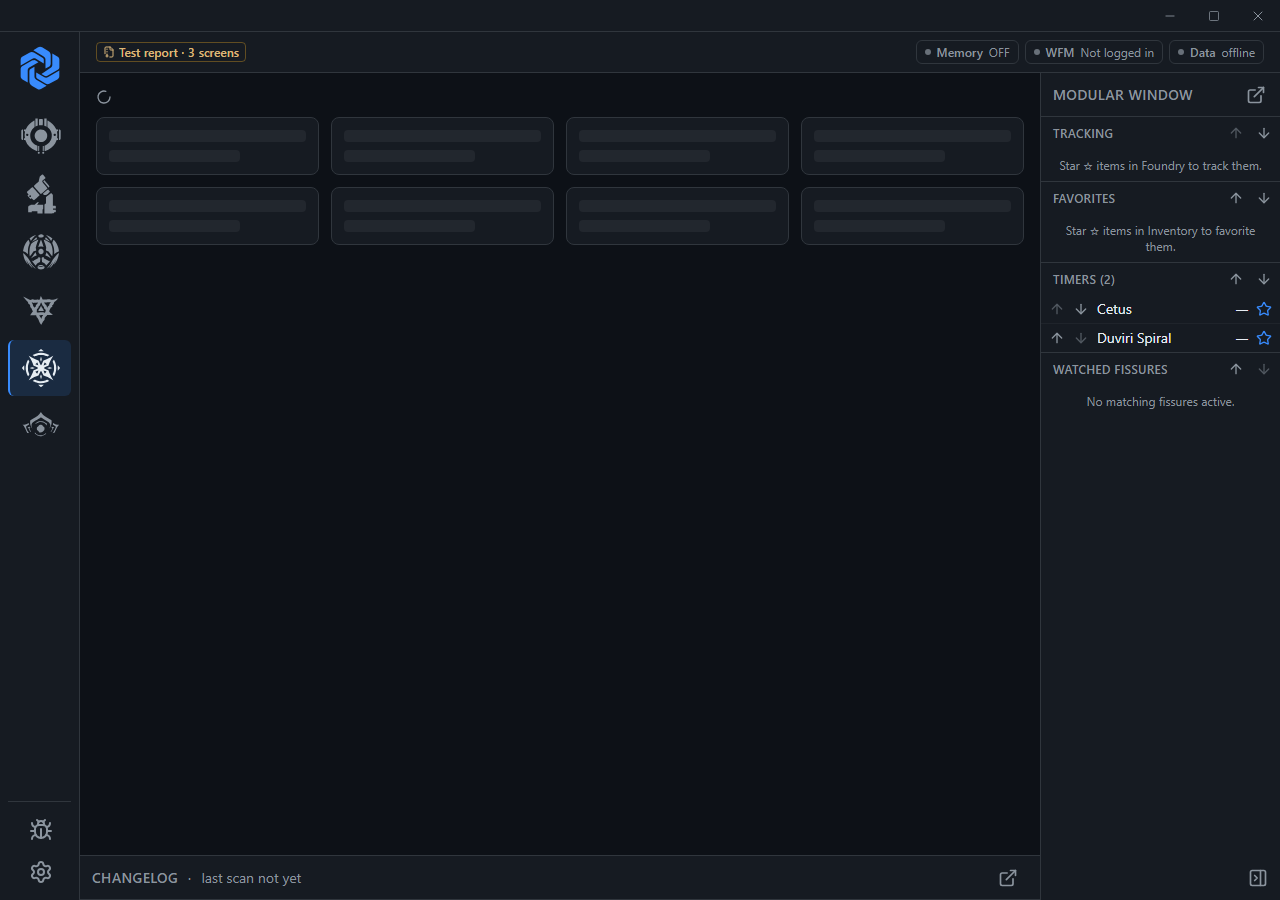 Test report · 3 screens
Memory OFF
WFM Not logged in
Data offline
MODULAR WINDOW
TRACKING
Star ☆ items in Foundry to track them.
FAVORITES
Star ☆ items in Inventory to favorite
them.
TIMERS (2)
Cetus —
Duviri Spiral —
WATCHED FISSURES
No matching fissures active.
CHANGELOG · last scan not yet